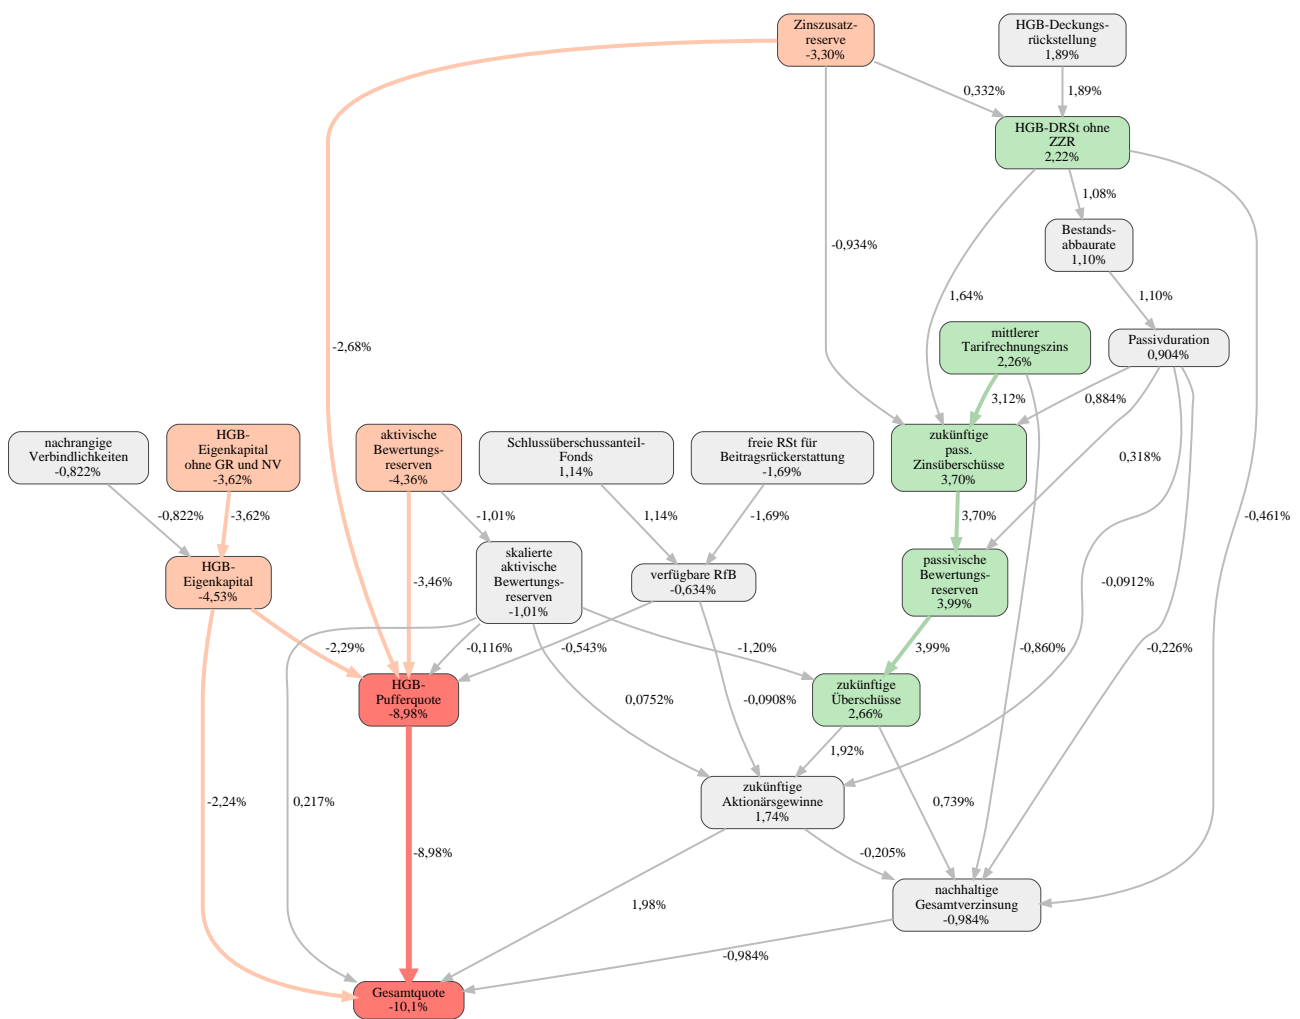 Zinszusatz-
reserve
-3,30%
HGB-Deckungs-
rückstellung
1,89%
0,332%
1,89%
HGB-DRSt ohne
ZZR
2,22%
1,08%
Bestands-
abbaurate
1,10%
-0,934%
1,64%
1,10%
-2,68%
mittlerer
Tarifrechnungszins
2,26%
Passivduration
0,904%
3,12%
0,884%
nachrangige
Verbindlichkeiten
-0,822%
HGB-
Eigenkapital
ohne GR und NV
-3,62%
aktivische
Bewertungs-
reserven
-4,36%
Schlussüberschussanteil-
Fonds
1,14%
freie RSt für
Beitragsrückerstattung
-1,69%
zukünftige
pass.
Zinsüberschüsse
3,70%
0,318%
-0,822%
-3,62%
-1,01%
1,14%
-1,69%
3,70%
-0,461%
HGB-
Eigenkapital
-4,53%
-3,46%
skalierte
aktivische
Bewertungs-
reserven
-1,01%
verfügbare RfB
-0,634%
passivische
Bewertungs-
reserven
3,99%
-0,0912%
-2,29%
-0,116%
-0,543%
-1,20%
3,99%
-0,860%
-0,226%
HGB-
Pufferquote
-8,98%
0,0752%
-0,0908%
zukünftige
Überschüsse
2,66%
1,92%
-2,24%
0,217%
zukünftige
Aktionärsgewinne
1,74%
0,739%
-8,98%
-0,205%
1,98%
nachhaltige
Gesamtverzinsung
-0,984%
-0,984%
Gesamtquote
-10,1%